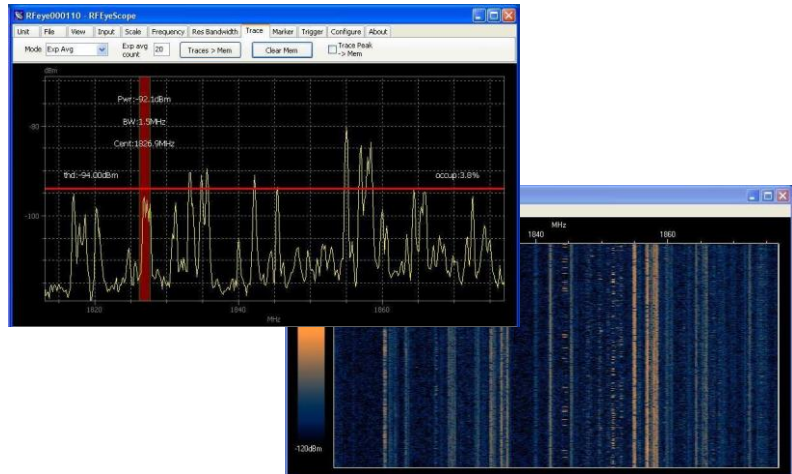 RFeye000110 - RFEyeScope
Unit File View Input Scale Frequency Res Bandwidth Trace Marker Trigger Configure About
Mode Exp Avg Exp avg count 20 Traces > Mem Clear Mem Trace Peak -> Mem
dBm
Pwr:-92.1dBm
-80
BW:1.5MHz
Cent:1826.9MHz
thd:-94.00dBm occup:3.8%
-100
1820 1840 1860
MHz
MHz
1840 1860
-120dBm